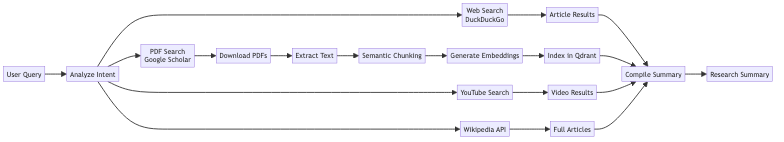 Web Search
DuckDuckGo
Article Results
PDF Search
Google Scholar
Download PDFs
Extract Text
Semantic Chunking
Generate Embeddings
Index in Qdrant
User Query
Analyze Intent
Compile Summary
Research Summary
YouTube Search
Video Results
Wikipedia API
Full Articles